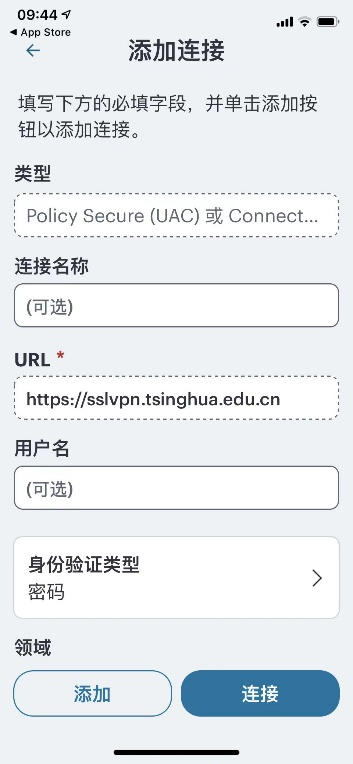 09:44
App Store
添加连接
填写下方的必填字段，并单击添加按
钮以添加连接。
类型
Policy Secure (UAC) 或 Connect...
连接名称
(可选)
URL *
https://sslvpn.tsinghua.edu.cn
用户名
(可选)
身份验证类型
密码
领域
添加 连接